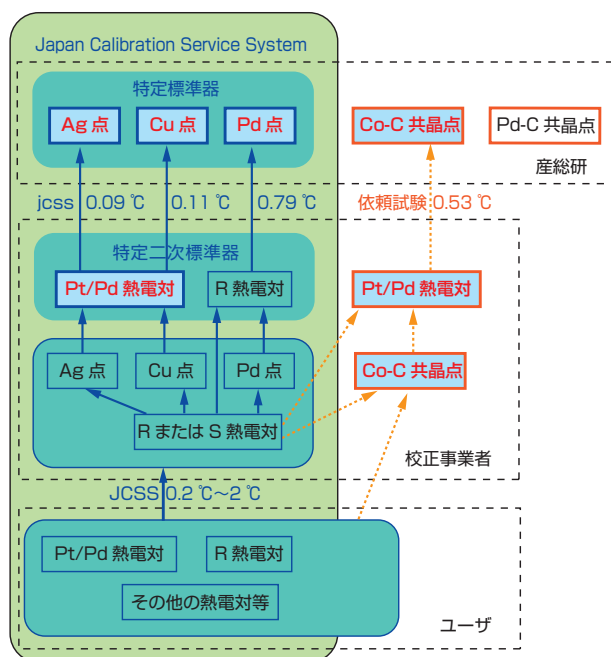 Japan Calibration Service System
特定標準器
Ag 点
Cu 点
Pd 点
Co-C 共晶点
Pd-C 共晶点
産総研
jcss 0.09 ℃
0.11 ℃
0.79 ℃
依頼試験 0.53 ℃
特定二次標準器
Pt/Pd 熱電対
R 熱電対
Pt/Pd 熱電対
Ag 点
Cu 点
Pd 点
Co-C 共晶点
R または S 熱電対
校正事業者
JCSS 0.2 ℃～2 ℃
Pt/Pd 熱電対
R 熱電対
その他の熱電対等
ユーザ